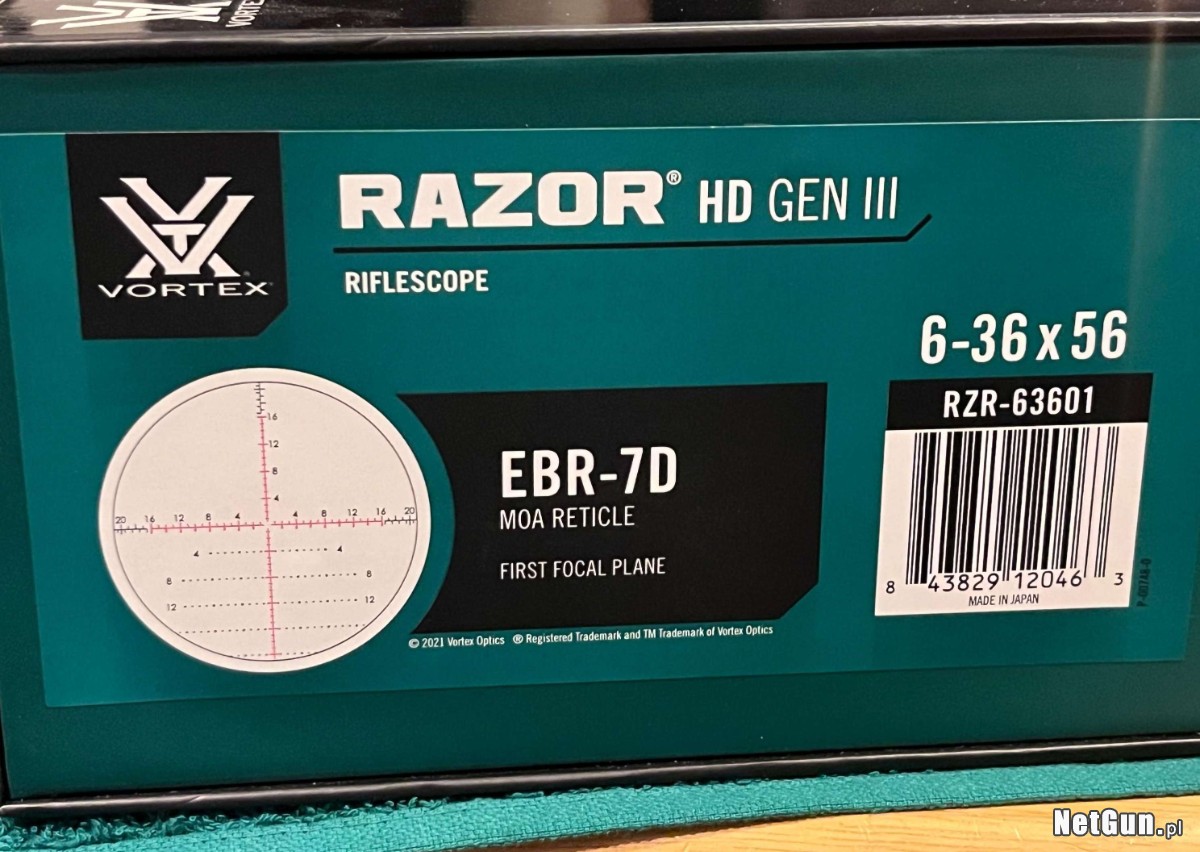 VORTE
VORTEX
RAZOR® HD GEN III
RIFLESCOPE
6-36 x 56
RZR-63601
16
12
8
4
20 16 12 8 4 4 8 12 16 20
4 4
8 8
12 12
EBR-7D
MOA RETICLE
FIRST FOCAL PLANE
8 43829 12046 3
MADE IN JAPAN
© 2021 Vortex Optics ® Registered Trademark and TM Trademark of Vortex Optics
NetGun.pl